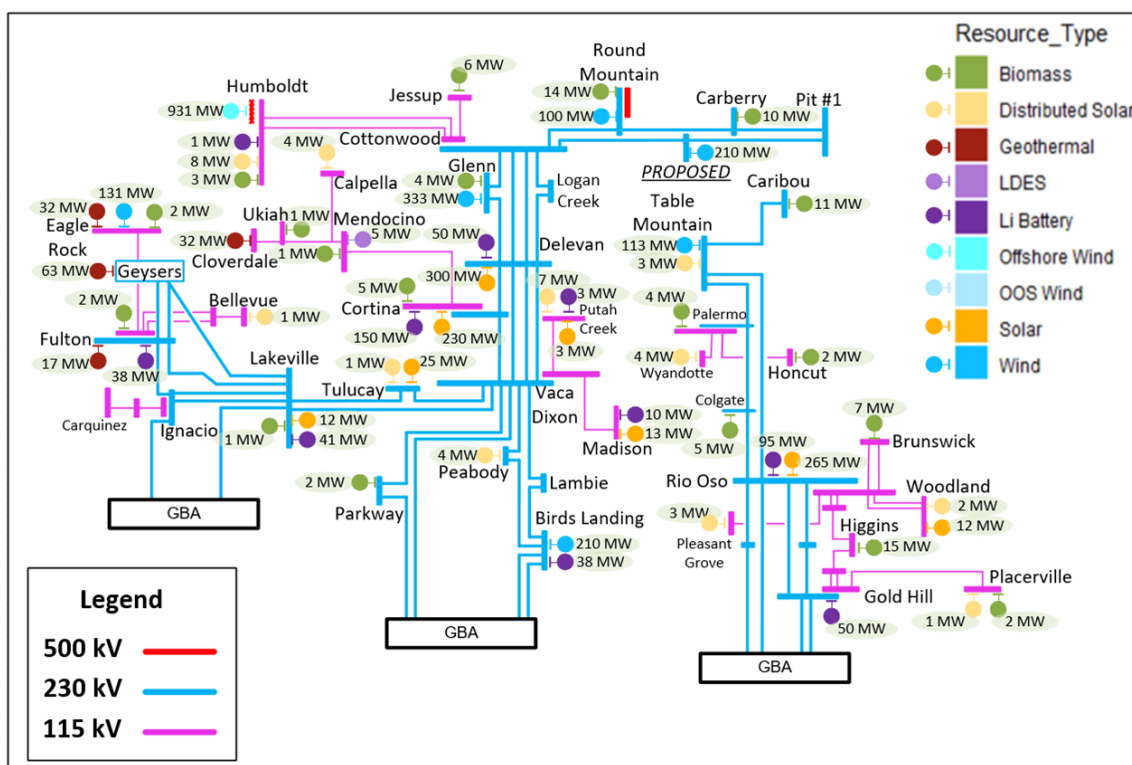 Resource_Type
Biomass
Distributed Solar
Geothermal
LDES
Li Battery
Offshore Wind
OOS Wind
Solar
Wind
Humboldt
931 MW
1 MW
8 MW
3 MW
6 MW
Jessup
Cottonwood
4 MW
Calpella
Round
Mountain
14 MW
100 MW
Carberry
10 MW
Pit #1
210 MW
PROPOSED
Glenn
4 MW
333 MW
Logan
Creek
Caribou
11 MW
Table
Mountain
113 MW
3 MW
131 MW
32 MW
2 MW
Eagle
Rock
63 MW
Geysers
Ukiah
1 MW
Mendocino
5 MW
32 MW
Cloverdale
1 MW
50 MW
Delevan
300 MW
5 MW
Cortina
150 MW
230 MW
7 MW
3 MW
Putah
Creek
3 MW
Bellevue
1 MW
2 MW
Fulton
17 MW
38 MW
Lakeville
1 MW
25 MW
Tulucay
12 MW
41 MW
1 MW
Carquinez
Ignacio
GBA
Vaca
Dixon
10 MW
13 MW
Madison
4 MW
Palermo
4 MW
Wyandotte
2 MW
Honcut
Colgate
5 MW
95 MW
265 MW
Rio Oso
7 MW
Brunswick
Woodland
2 MW
12 MW
3 MW
Pleasant
Grove
Higgins
15 MW
Placerville
Gold Hill
50 MW
1 MW
2 MW
4 MW
Peabody
Lambie
2 MW
Parkway
Birds Landing
210 MW
38 MW
GBA
GBA
Legend
500 kV
230 kV
115 kV